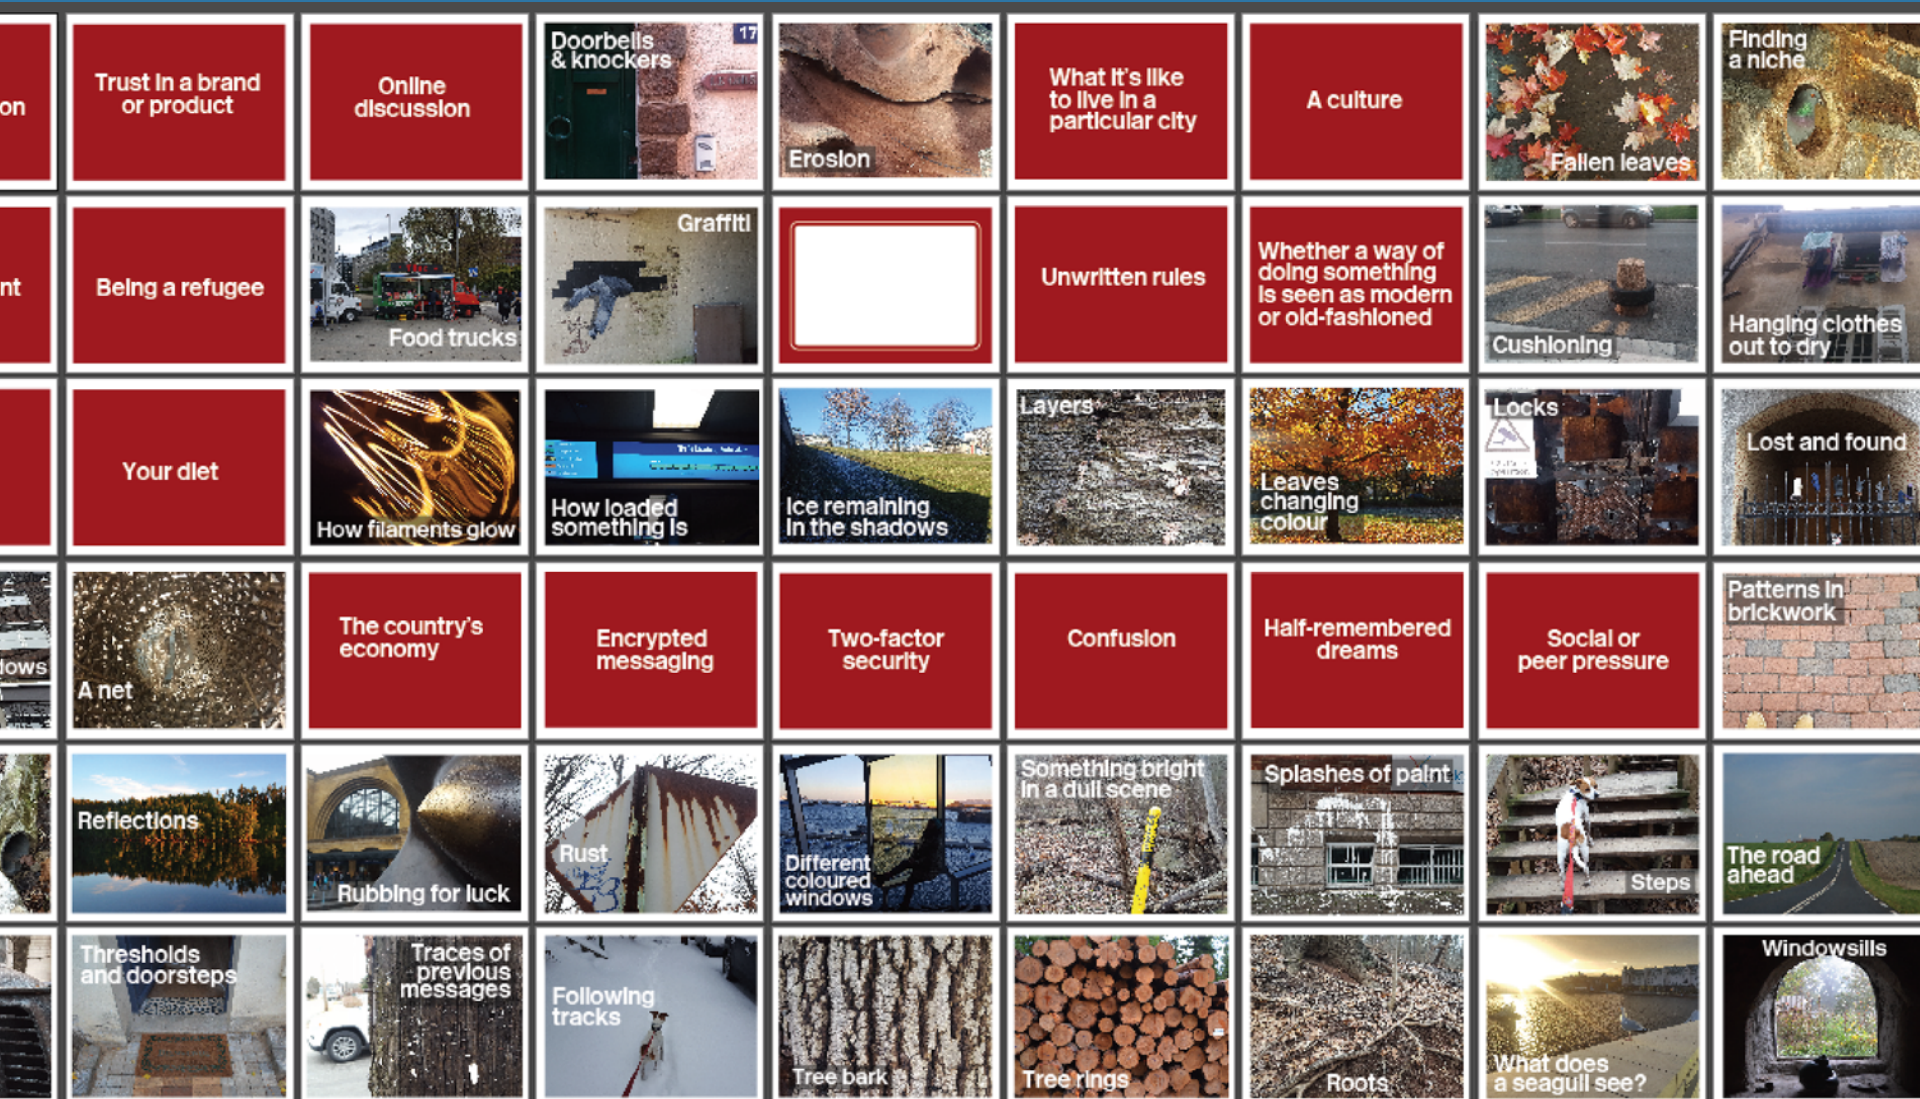 on
Trust in a brand
or product
Online
discussion
Doorbells
& knockers
17
Erosion
What it's like
to live in a
particular city
A culture
Fallen leaves
Finding
a niche
nt
Being a refugee
Food trucks
Graffiti
Unwritten rules
Whether a way of
doing something
is seen as modern
or old-fashioned
Cushioning
Hanging clothes
out to dry
Your diet
How filaments glow
How loaded
something is
Ice remaining
in the shadows
Layers
Leaves
changing
colour
Locks
Lost and found
dows
A net
The country's
economy
Encrypted
messaging
Two-factor
security
Confusion
Half-remembered
dreams
Social or
peer pressure
Patterns in
brickwork
Reflections
Rubbing for luck
Rust
Different
coloured
windows
Something bright
in a dull scene
Splashes of paint
Steps
The road
ahead
Thresholds
and doorsteps
Traces of
previous
messages
Following
tracks
Tree bark
Tree rings
Roots
What does
a seagull see?
Windowsills